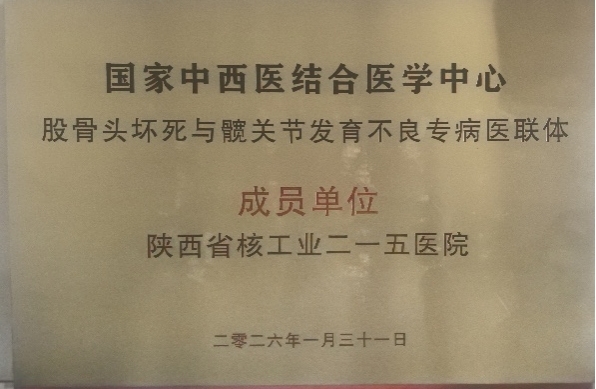 国家中西医结合医学中心
股骨头坏死与髋关节发育不良专病医联体
成员单位
陕西省核工业二一五医院
二零二六年一月三十一日